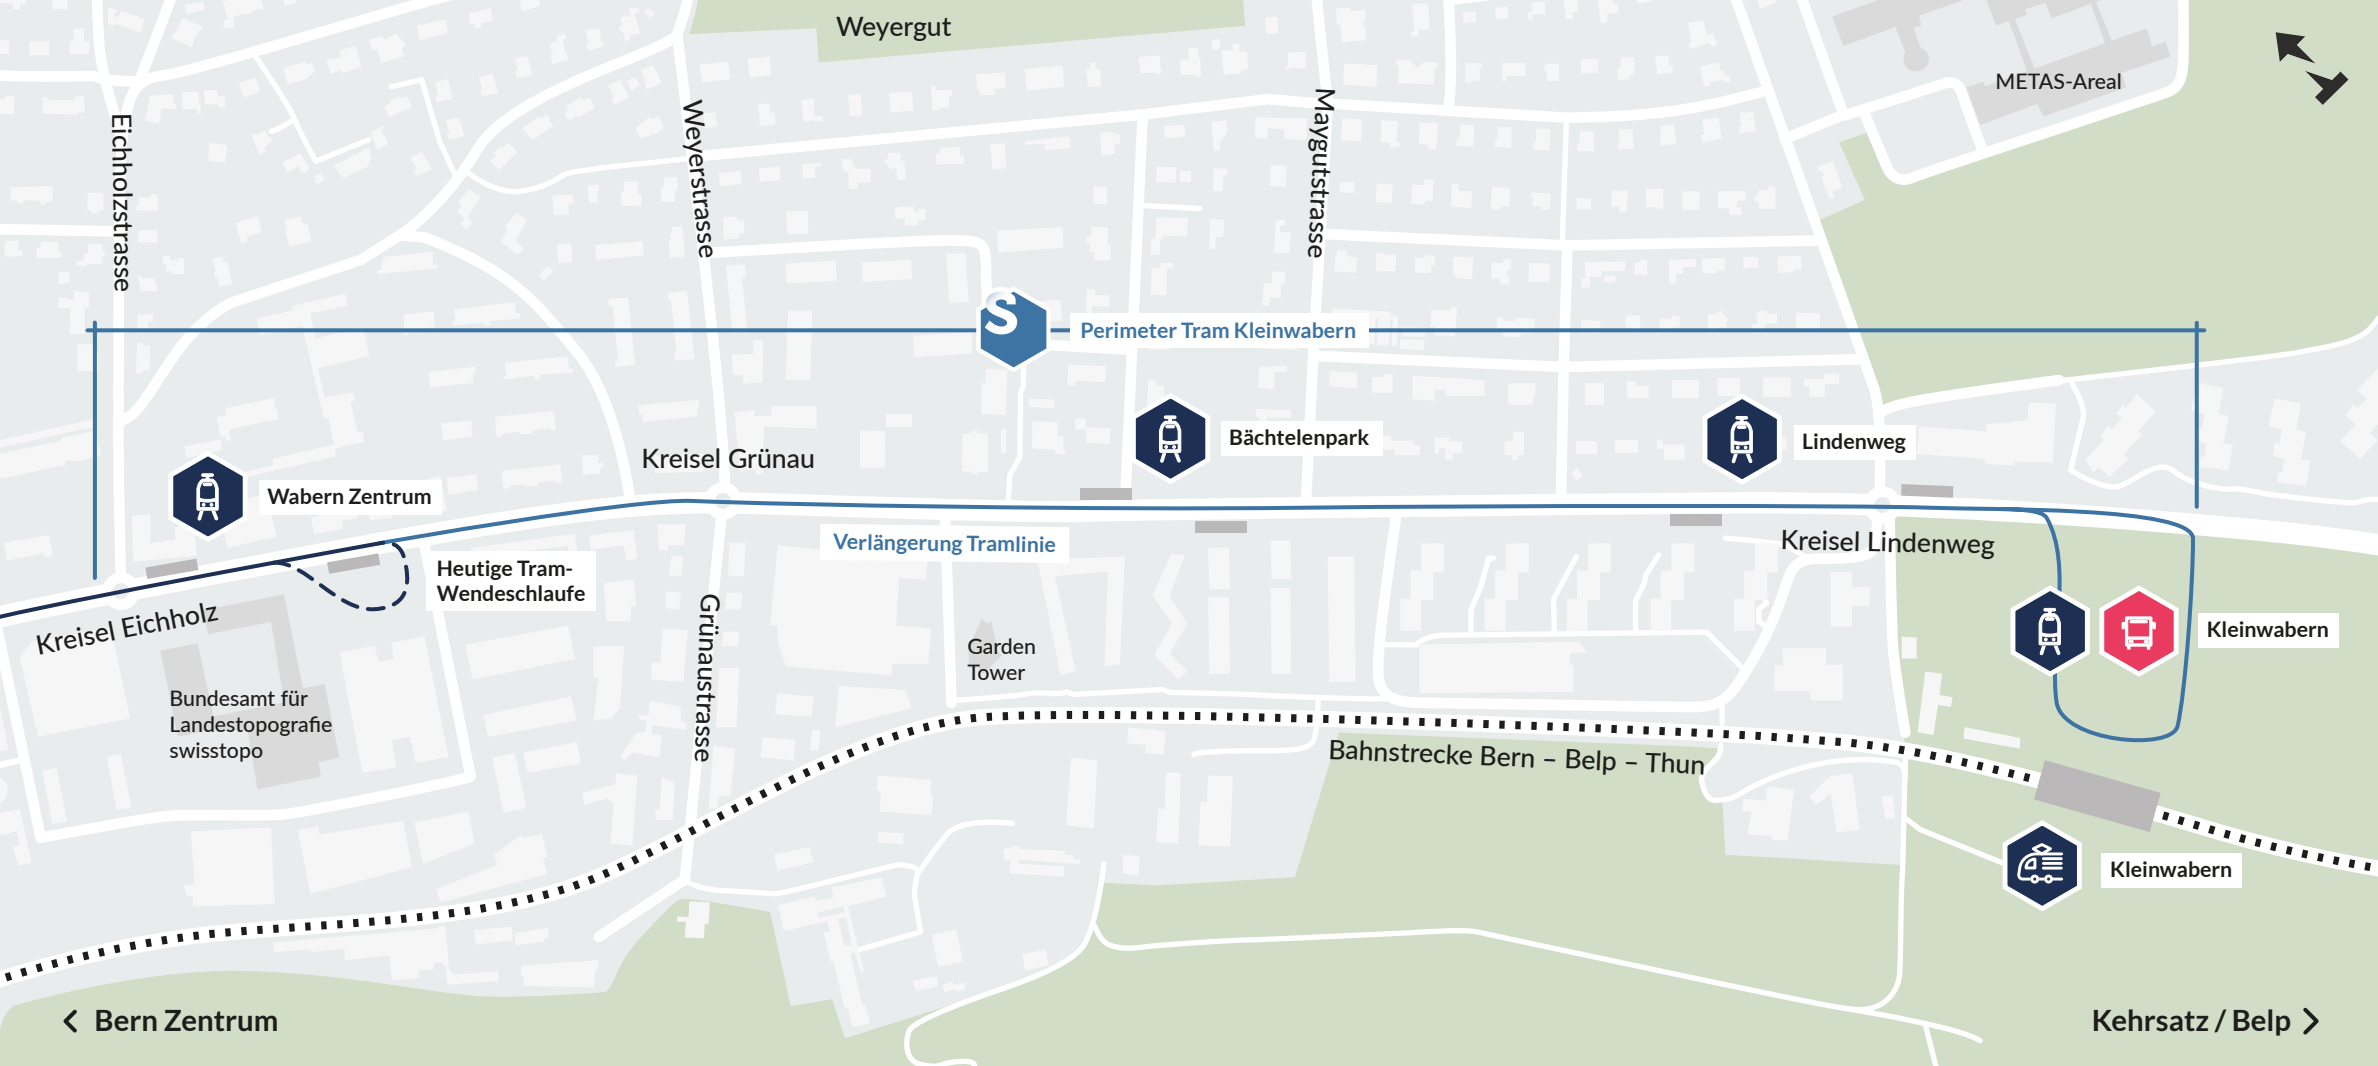 Weyergut
METAS-Areal
Eichholzstrasse
Weyerstrasse
Maygutstrasse
S
Perimeter Tram Kleinwabern
Bächtelenpark
Lindenweg
Kreisel Grünau
Wabern Zentrum
Verlängerung Tramlinie
Kreisel Lindenweg
Heutige Tram-
Wendeschlaufe
Kreisel Eichholz
Grünaustrasse
Garden
Tower
Kleinwabern
Bundesamt für
Landestopografie
swisstopo
Bahnstrecke Bern – Belp – Thun
Kleinwabern
< Bern Zentrum
Kehrsatz / Belp >